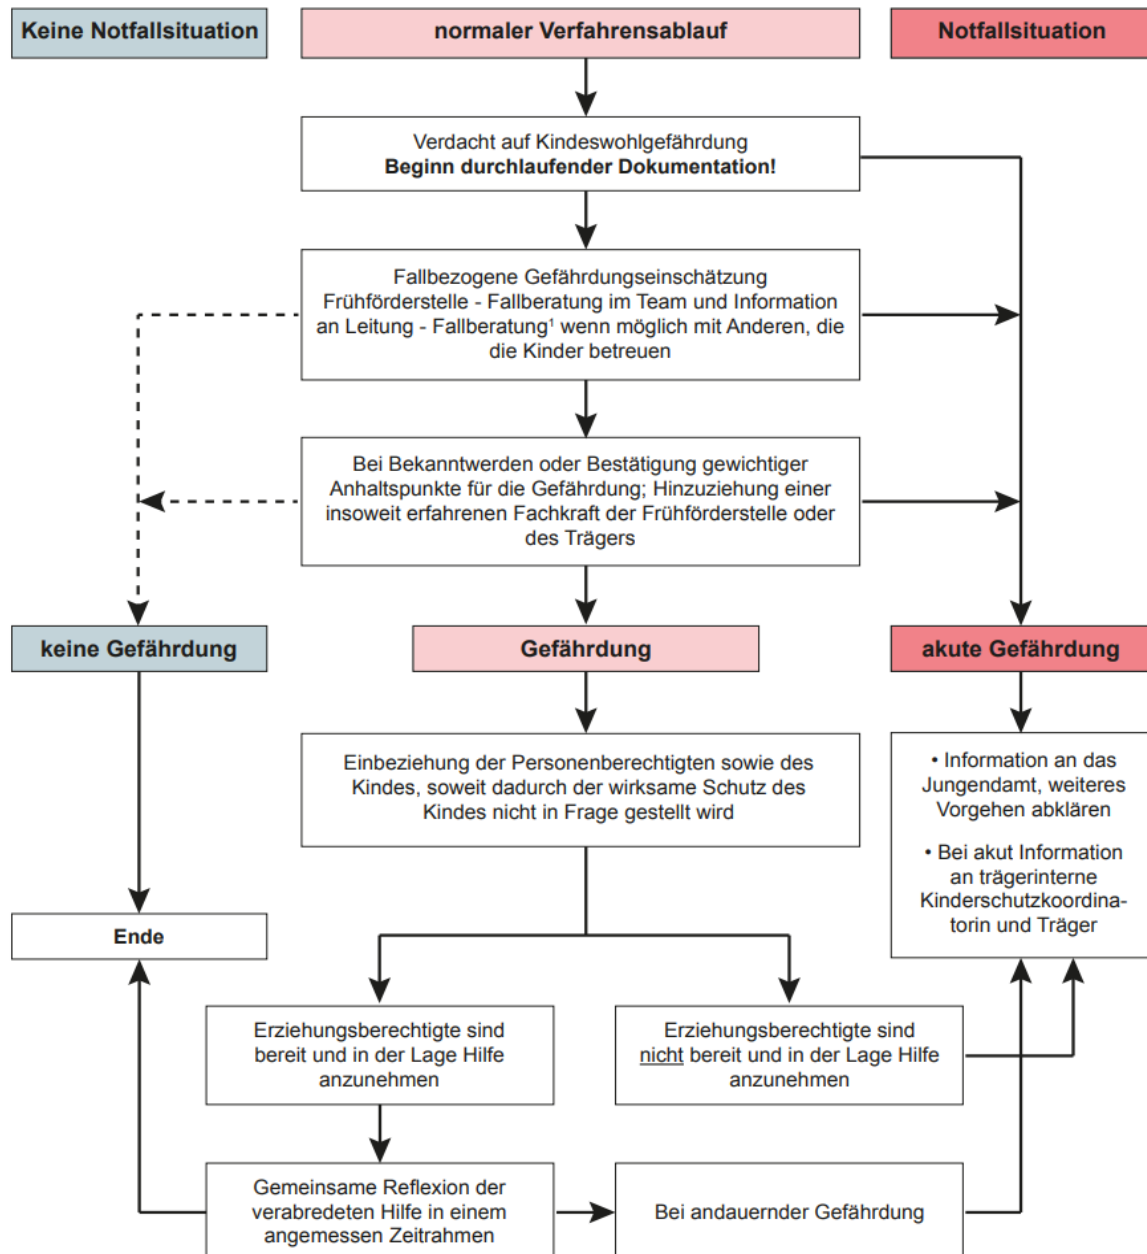 Keine Notfallsituation
normaler Verfahrensablauf
Notfallsituation
Verdacht auf Kindeswohlgefährdung
Beginn durchlaufender Dokumentation!
Fallbezogene Gefährdungseinschätzung
Frühförderstelle - Fallberatung im Team und Information
an Leitung - Fallberatung¹ wenn möglich mit Anderen, die
die Kinder betreuen
Bei Bekanntwerden oder Bestätigung gewichtiger
Anhaltspunkte für die Gefährdung; Hinzuziehung einer
insoweit erfahrenen Fachkraft der Frühförderstelle oder
des Trägers
keine Gefährdung
Gefährdung
akute Gefährdung
Einbeziehung der Personenberechtigten sowie des
Kindes, soweit dadurch der wirksame Schutz des
Kindes nicht in Frage gestellt wird
• Information an das
Jungendamt, weiteres
Vorgehen abklären
• Bei akut Information
an trägerinterne
Kinderschutzkoordina-
torin und Träger
Ende
Erziehungsberechtigte sind
bereit und in der Lage Hilfe
anzunehmen
Erziehungsberechtigte sind
nicht bereit und in der Lage Hilfe
anzunehmen
Gemeinsame Reflexion der
verabredeten Hilfe in einem
angemessen Zeitrahmen
Bei andauernder Gefährdung